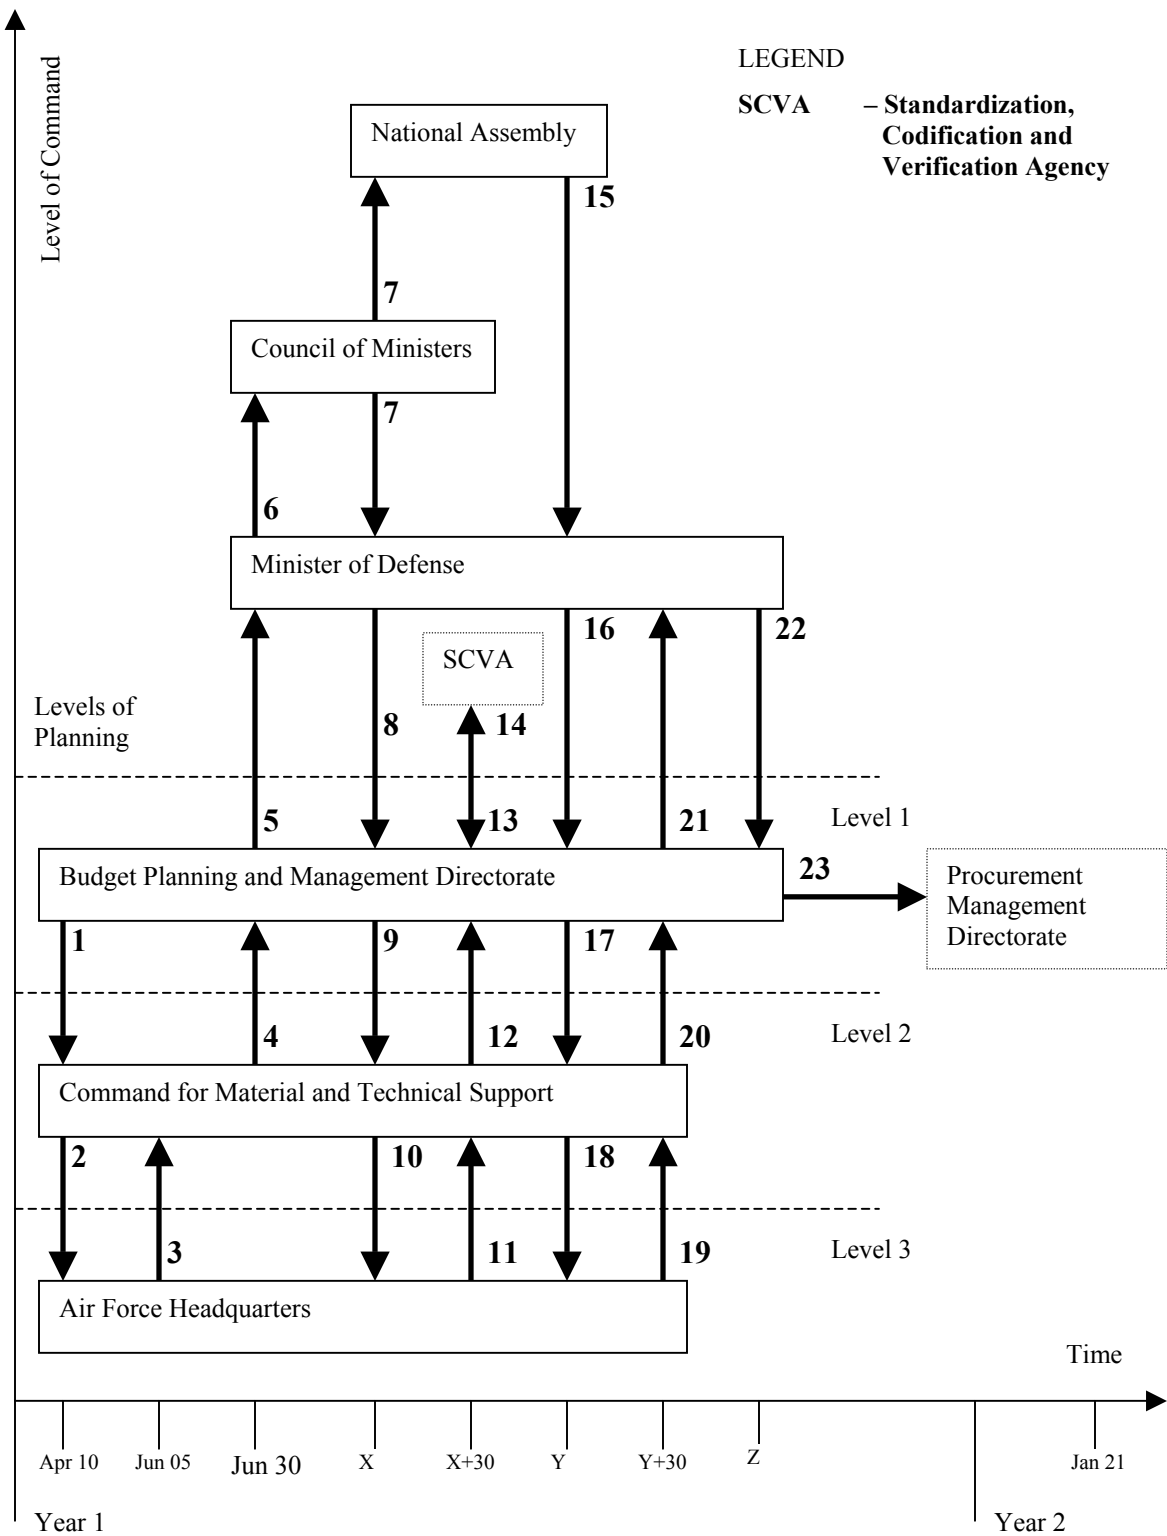 Level of Command
LEGEND
SCVA – Standardization,
Codification and
Verification Agency
National Assembly
15
7
Council of Ministers
7
6
Minister of Defense
16
22
SCVA
Levels of
Planning
8
14
5
13
21
Level 1
Budget Planning and Management Directorate
23
Procurement
Management
Directorate
1
9
17
4
12
20
Level 2
Command for Material and Technical Support
2
10
18
3
11
19
Level 3
Air Force Headquarters
Time
Apr 10
Jun 05
Jun 30
X
X+30
Y
Y+30
Z
Jan 21
Year 1
Year 2